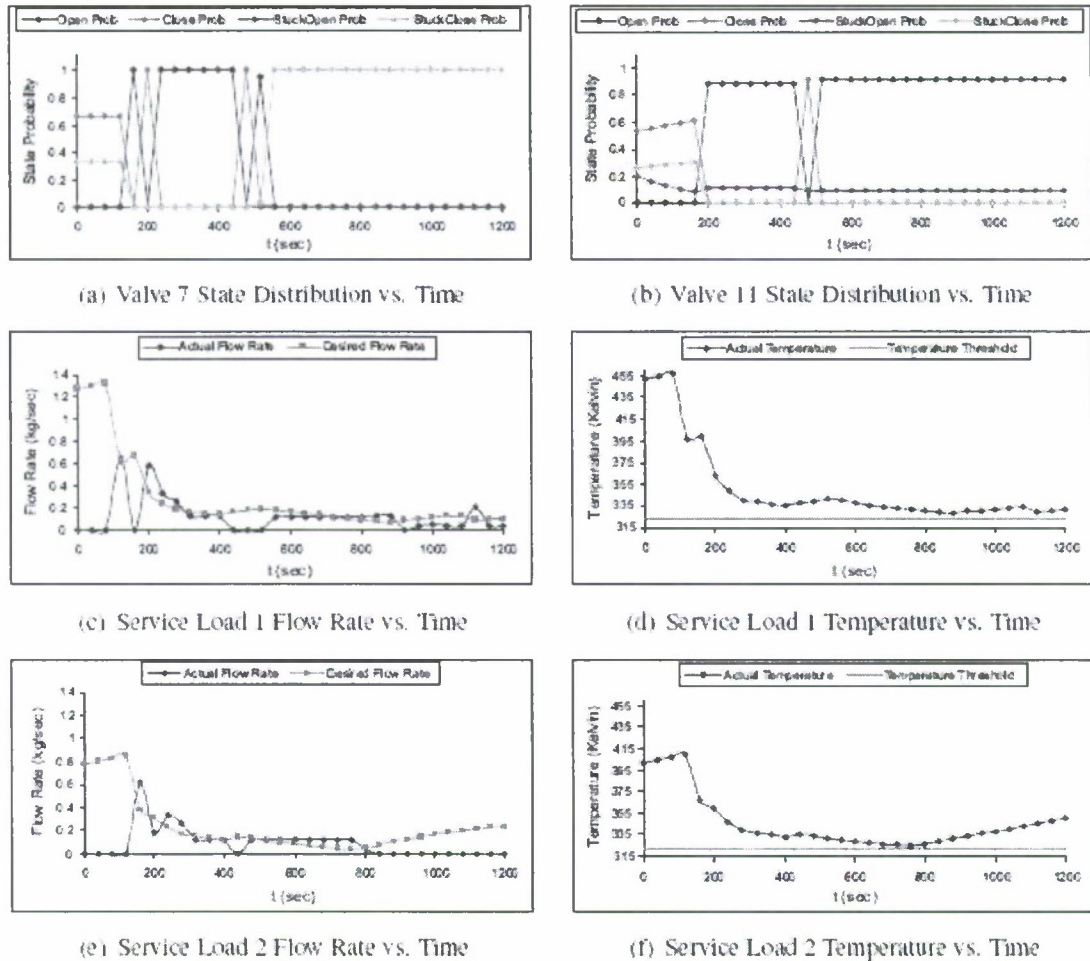 Open Prob Close Prob StuckOpen Prob StuckClose Prob
State Probability
1
0.8
0.6
0.4
0.2
0
0 200 400 600 800 1000 1200
t (sec)
(a) Valve 7 State Distribution vs. Time
Open Prob Close Prob StuckOpen Prob StuckClose Prob
State Probability
1
0.8
0.6
0.4
0.2
0
0 200 400 600 800 1000 1200
t (sec)
(b) Valve 11 State Distribution vs. Time
Actual Flow Rate Desired Flow Rate
Flow Rate (kg/sec)
1.4
1.2
1
0.8
0.6
0.4
0.2
0
0 200 400 600 800 1000 1200
t (sec)
(c) Service Load 1 Flow Rate vs. Time
Actual Temperature Temperature Threshold
Temperature (Kelvin)
455
415
395
375
355
335
315
0 200 400 600 800 1000 1200
t (sec)
(d) Service Load 1 Temperature vs. Time
Actual Flow Rate Desired Flow Rate
Flow Rate (kg/sec)
1.4
1.2
1
0.8
0.6
0.4
0.2
0
0 200 400 600 800 1000 1200
t (sec)
(e) Service Load 2 Flow Rate vs. Time
Actual Temperature Temperature Threshold
Temperature (Kelvin)
455
435
415
395
375
355
335
315
0 200 400 600 800 1000 1200
t (sec)
(f) Service Load 2 Temperature vs. Time